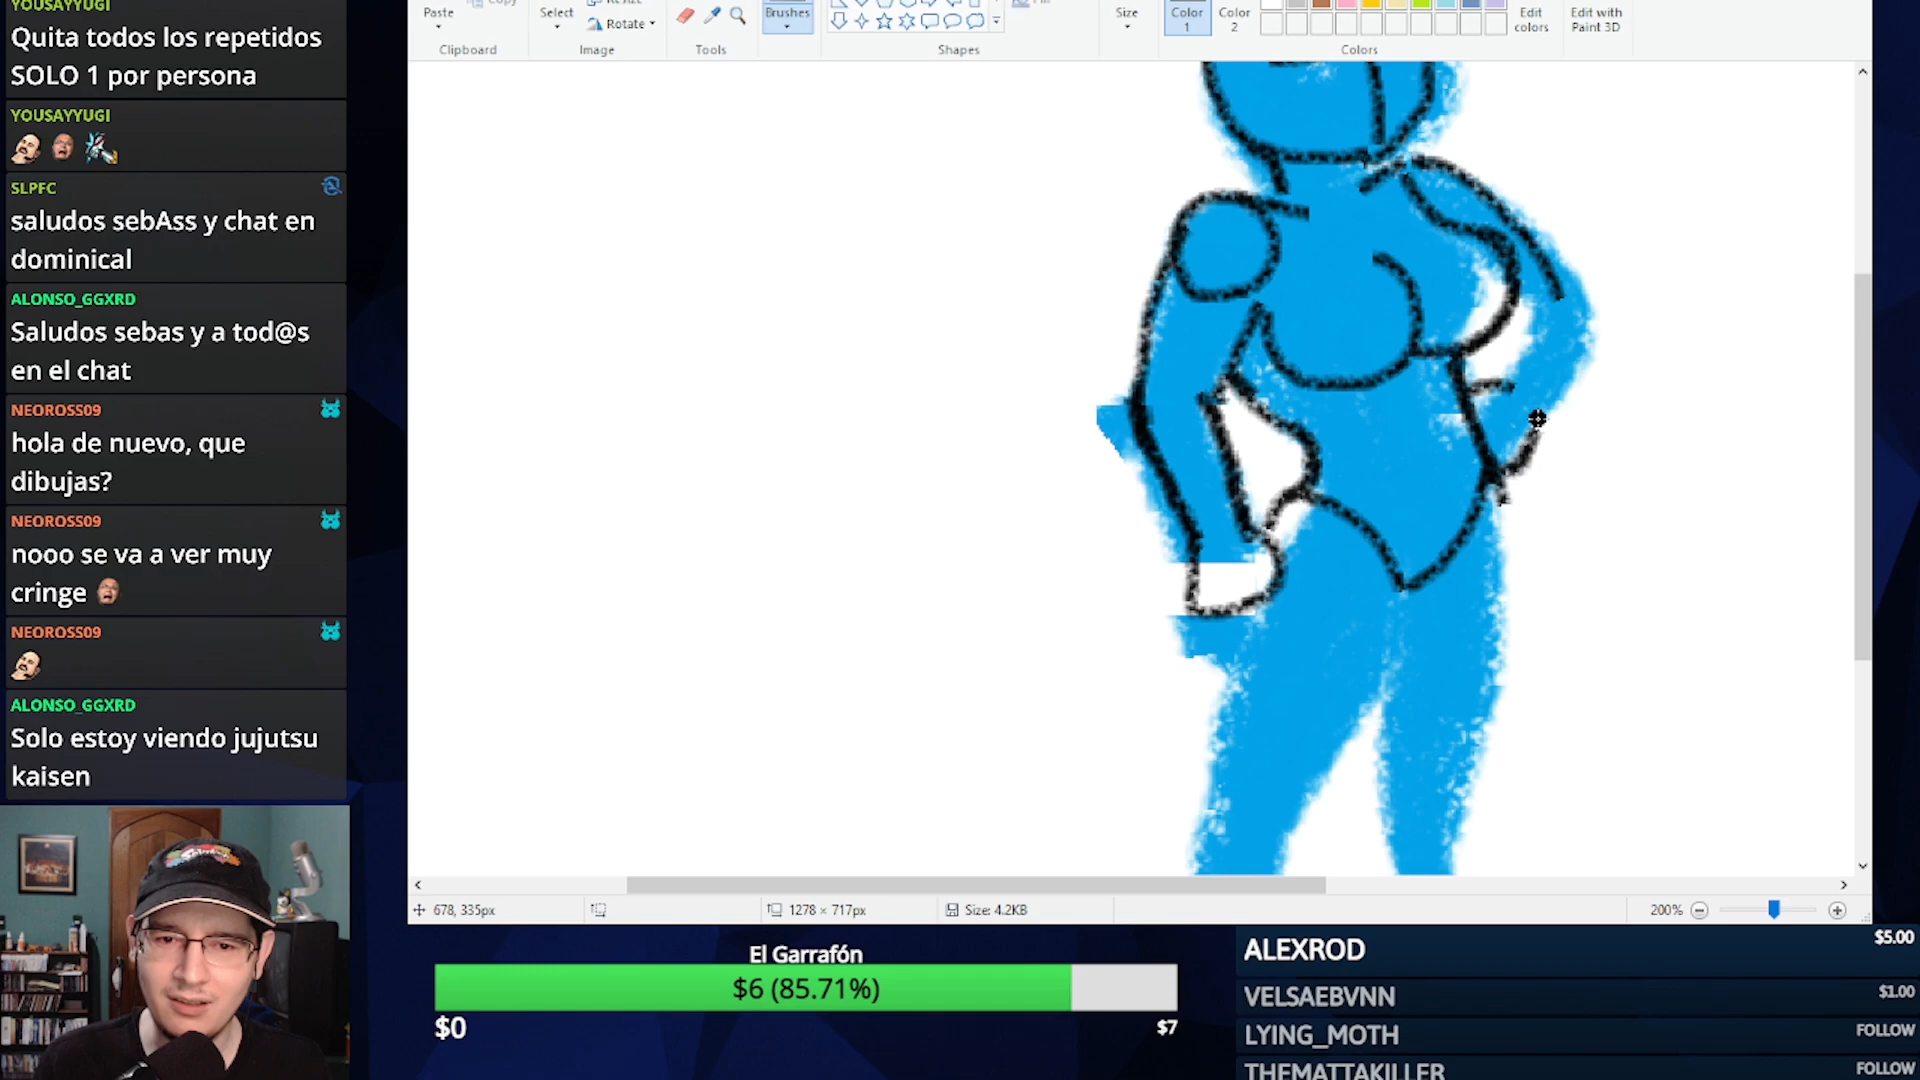 YOUSAYYUGI
Quita todos los repetidos
SOLO 1 por persona
YOUSAYYUGI
SLPFC
saludos sebAss y chat en
dominical
ALONSO_GGXRD
Saludos sebas y a tod@s
en el chat
NEOROSS09
hola de nuevo, que
dibujas?
NEOROSS09
nooo se va a ver muy
cringe
NEOROSS09
ALONSO_GGXRD
Solo estoy viendo jujutsu
kaisen
Paste
Copy
Clipboard
Select
Resize
Rotate
Image
Tools
Brushes
Shapes
Fill
Size
Color
1
Color
2
Colors
Edit
colors
Edit with
Paint 3D
678, 335px
1278 × 717px
Size: 4.2KB
200%
El Garrafón
$6 (85.71%)
$0
$7
ALEXROD
$5.00
VELSAEBVNN
$1.00
LYING_MOTH
FOLLOW
THEMATTAKILLER
FOLLOW